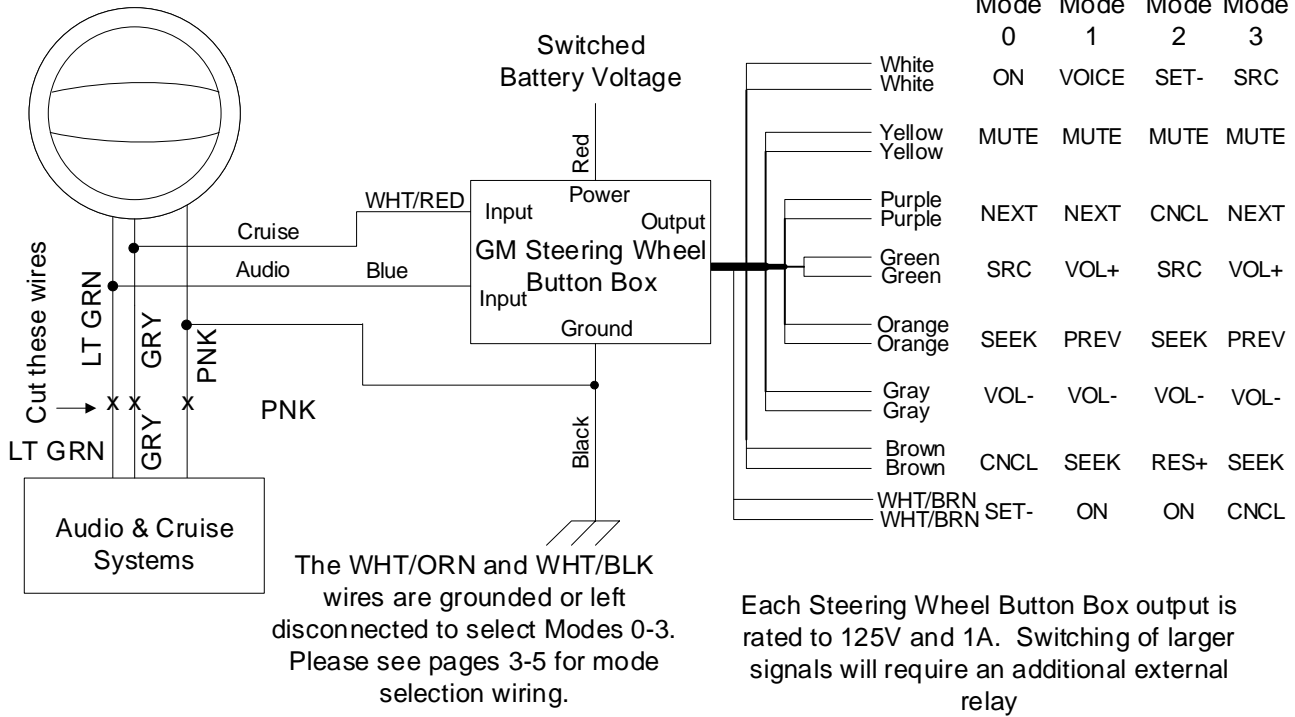 Mode Mode Mode Mode
0 1 2 3
Switched
Battery Voltage
Red
White
White
ON VOICE SET- SRC
Yellow
Yellow
MUTE MUTE MUTE MUTE
Purple
Purple
NEXT NEXT CNCL NEXT
Green
Green
SRC VOL+ SRC VOL+
Orange
Orange
SEEK PREV SEEK PREV
Gray
Gray
VOL- VOL- VOL- VOL-
Brown
Brown
CNCL SEEK RES+ SEEK
WHT/BRN
WHT/BRN
SET- ON ON CNCL
WHT/RED
Cruise
Audio
Blue
Power
Input
Output
GM Steering Wheel
Button Box
Input
Ground
Black
Cut these wires
LT GRN
GRY
PNK
X X X
PNK
LT GRN
GRY
Audio & Cruise
Systems
The WHT/ORN and WHT/BLK
wires are grounded or left
disconnected to select Modes 0-3.
Please see pages 3-5 for mode
selection wiring.
Each Steering Wheel Button Box output is
rated to 125V and 1A. Switching of larger
signals will require an additional external
relay